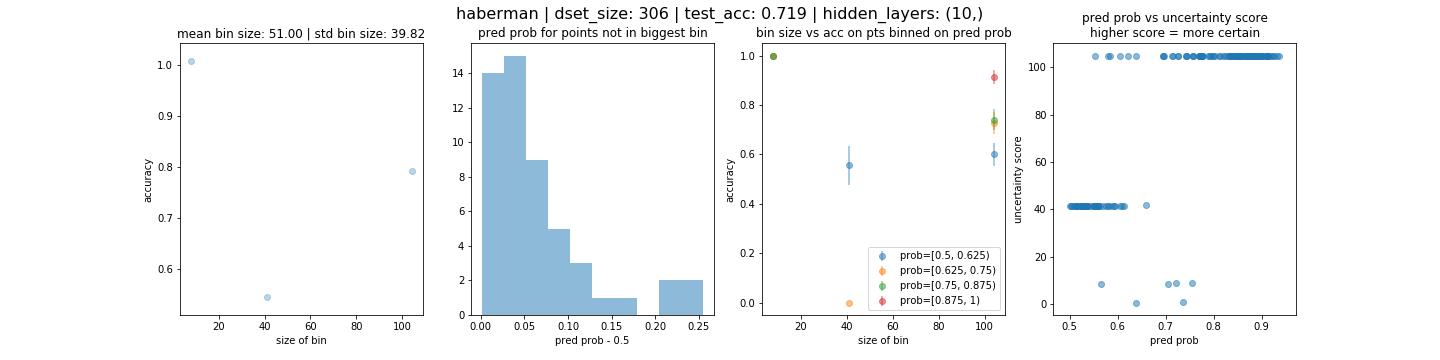 haberman | dset_size: 306 | test_acc: 0.719 | hidden_layers: (10,)
mean bin size: 51.00 | std bin size: 39.82
1.0
0.9
0.8
0.7
0.6
accuracy
20
40
60
80
100
size of bin
pred prob for points not in biggest bin
14
12
10
8
6
4
2
0
0.00
0.05
0.10
0.15
0.20
0.25
pred prob - 0.5
bin size vs acc on pts binned on pred prob
1.0
0.8
0.6
0.4
0.2
0.0
accuracy
prob=[0.5, 0.625)
prob=[0.625, 0.75)
prob=[0.75, 0.875)
prob=[0.875, 1)
20
40
60
80
100
size of bin
pred prob vs uncertainty score
higher score = more certain
100
80
60
40
20
0
uncertainty score
0.5
0.6
0.7
0.8
0.9
pred prob